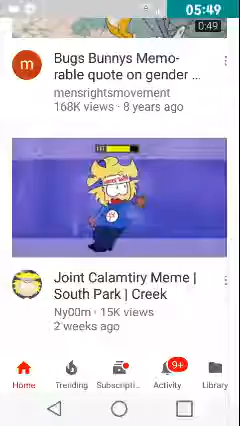 05:49
0:49
m
Bugs Bunnys Memo-
rable quote on gender ...
mensrightsmovement
168K views · 8 years ago
Joint Calamtiry Meme |
South Park | Creek
Ny00m · 15K views
2 weeks ago
9+
Home Trending Subscripti... Activity Library